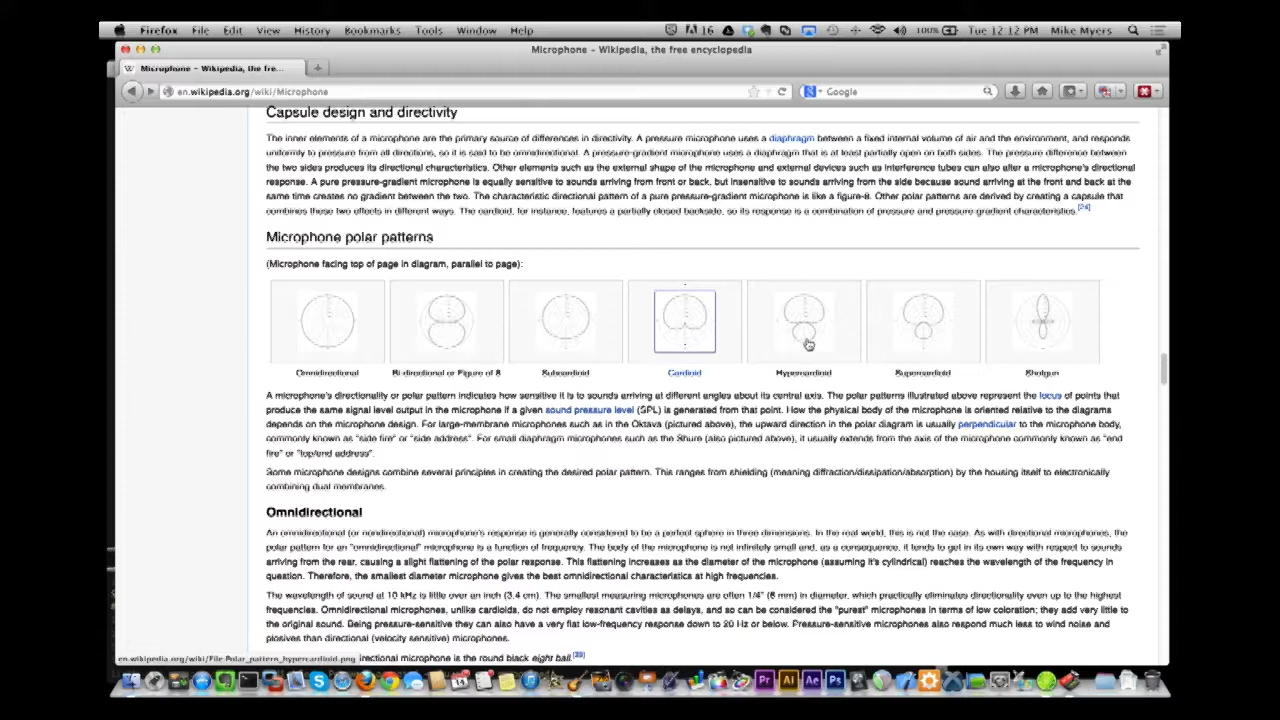 Firefox File Edit View History Bookmarks Tools Window Help 16 100% Tue 12:12 PM Mike Myers
Microphone – Wikipedia, the free encyclopedia
W Microphone – Wikipedia, the fre...
en.wikipedia.org/wiki/Microphone Google
Capsule design and directivity
The inner elements of a microphone are the primary source of differences in directivity. A pressure microphone uses a diaphragm between a fixed internal volume of air and the environment, and responds
uniformly to pressure from all directions, so it is said to be omnidirectional. A pressure-gradient microphone uses a diaphragm that is at least partially open on both sides. The pressure difference between
the two sides produces its directional characteristics. Other elements such as the external shape of the microphone and external devices such as interference tubes can also alter a microphone's directional
response. A pure pressure-gradient microphone is equally sensitive to sounds arriving from front or back, but insensitive to sounds arriving from the side because sound arriving at the front and back at the
same time creates no gradient between the two. The characteristic directional pattern of a pure pressure-gradient microphone is like a figure-8. Other polar patterns are derived by creating a capsule that
combines these two effects in different ways. The cardioid, for instance, features a partially closed backside, so its response is a combination of pressure and pressure-gradient characteristics.[24]
Microphone polar patterns
(Microphone facing top of page in diagram, parallel to page):
Omnidirectional Bi-directional or Figure of 8 Subcardioid Cardioid Hypercardioid Supercardioid Shotgun
A microphone's directionality or polar pattern indicates how sensitive it is to sounds arriving at different angles about its central axis. The polar patterns illustrated above represent the locus of points that
produce the same signal level output in the microphone if a given sound pressure level (SPL) is generated from that point. How the physical body of the microphone is oriented relative to the diagrams
depends on the microphone design. For large-membrane microphones such as in the Oktava (pictured above), the upward direction in the polar diagram is usually perpendicular to the microphone body,
commonly known as "side fire" or "side address". For small diaphragm microphones such as the Shure (also pictured above), it usually extends from the axis of the microphone commonly known as "end
fire" or "top/end address".
Some microphone designs combine several principles in creating the desired polar pattern. This ranges from shielding (meaning diffraction/dissipation/absorption) by the housing itself to electronically
combining dual membranes.
Omnidirectional
An omnidirectional (or nondirectional) microphone's response is generally considered to be a perfect sphere in three dimensions. In the real world, this is not the case. As with directional microphones, the
polar pattern for an "omnidirectional" microphone is a function of frequency. The body of the microphone is not infinitely small and, as a consequence, it tends to get in its own way with respect to sounds
arriving from the rear, causing a slight flattening of the polar response. This flattening increases as the diameter of the microphone (assuming it's cylindrical) reaches the wavelength of the frequency in
question. Therefore, the smallest diameter microphone gives the best omnidirectional characteristics at high frequencies.
The wavelength of sound at 10 kHz is little over an inch (3.4 cm). The smallest measuring microphones are often 1/4" (6 mm) in diameter, which practically eliminates directionality even up to the highest
frequencies. Omnidirectional microphones, unlike cardioids, do not employ resonant cavities as delays, and so can be considered the "purest" microphones in terms of low coloration; they add very little to
the original sound. Being pressure-sensitive they can also have a very flat low-frequency response down to 20 Hz or below. Pressure-sensitive microphones also respond much less to wind noise and
plosives than directional (velocity sensitive) microphones.
en.wikipedia.org/wiki/File:Polar_pattern_hypercardioid.png rectional microphone is the round black eight ball.
Pr Ai Ae Ps